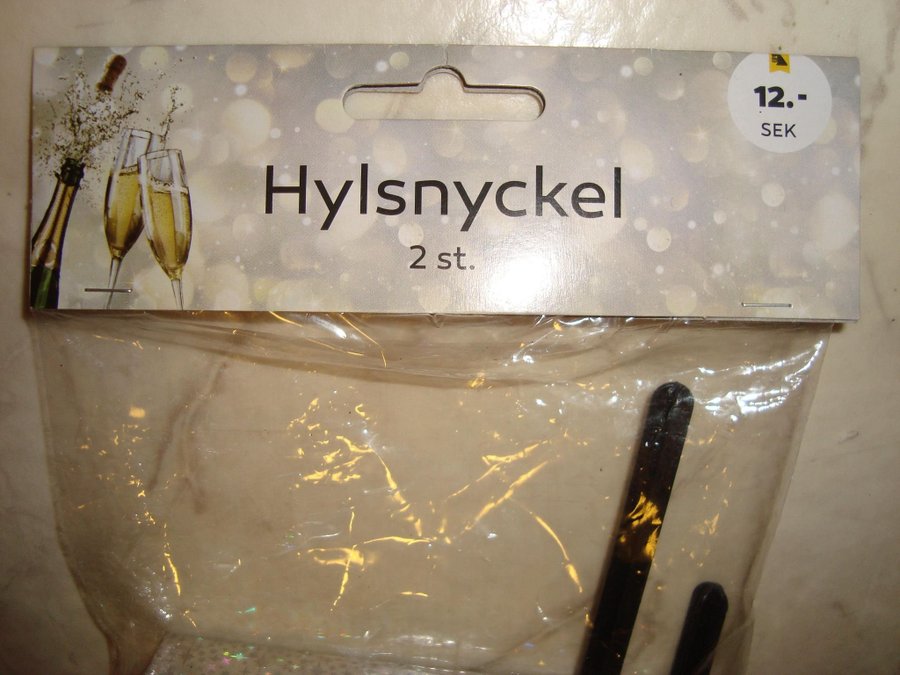 12.-
SEK
Hylsnyckel
2 st.